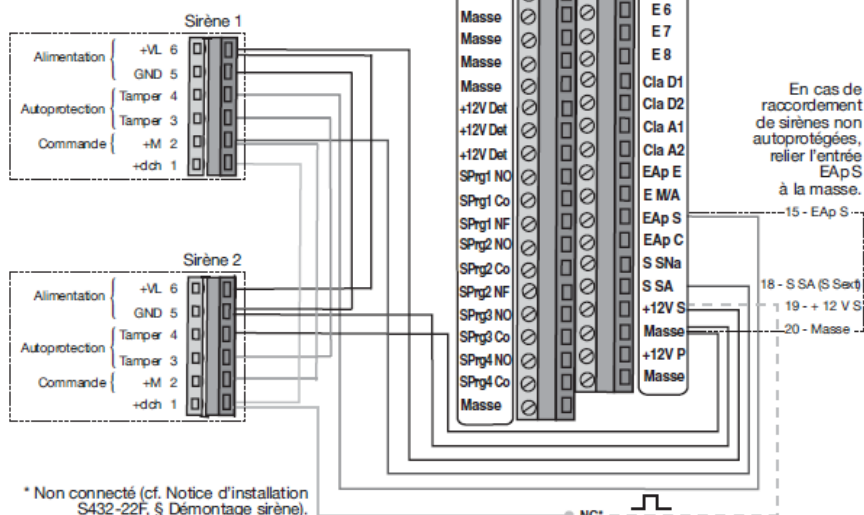 Sirène 1
Alimentation
+VL 6
GND 5
Autoprotection
Tamper 4
Tamper 3
Commande
+M 2
+dch 1
Sirène 2
Alimentation
+VL 6
GND 5
Autoprotection
Tamper 4
Tamper 3
Commande
+M 2
+dch 1
* Non connecté (cf. Notice d'installation
S432-22F, § Démontage sirène).
Masse
Masse
Masse
Masse
+12V Det
+12V Det
+12V Det
SPrg1 NO
SPrg1 Co
SPrg1 NF
SPrg2 NO
SPrg2 Co
SPrg2 NF
SPrg3 NO
SPrg3 Co
SPrg4 NO
SPrg4 Co
Masse
E 6
E 7
E 8
Cla D1
Cla D2
Cla A1
Cla A2
EAp E
E M/A
EAp S
EAp C
S SNa
S SA
+12V S
Masse
+12V P
Masse
En cas de
raccordement
de sirènes non
autoprotégées,
relier l'entrée
EAp S
à la masse.
15 - EAp S
18 - S SA (S Sext)
19 - + 12 V S
20 - Masse
NC*